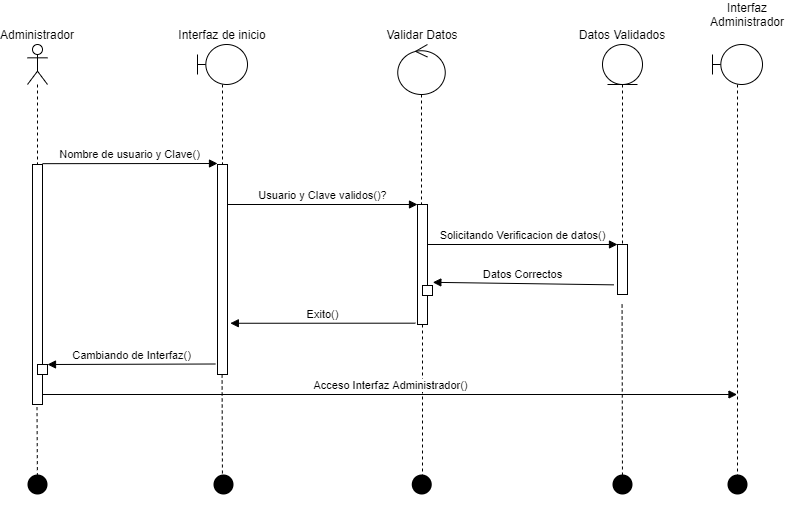 Interfaz
Administrador
Administrador
Interfaz de inicio
Validar Datos
Datos Validados
Nombre de usuario y Clave()
Usuario y Clave validos()?
Solicitando Verificacion de datos()
Datos Correctos
Exito()
Cambiando de Interfaz()
Acceso Interfaz Administrador()